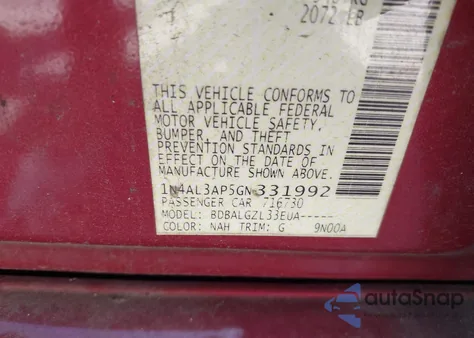 2072 LB
THIS VEHICLE CONFORMS TO
ALL APPLICABLE FEDERAL
MOTOR VEHICLE SAFETY,
BUMPER, AND THEFT
PREVENTION STANDARDS IN
EFFECT ON THE DATE OF
MANUFACTURE SHOWN ABOVE.
1N4AL3AP5GN331992
PASSENGER CAR 716730
MODEL: BDBALGZL33EUA-----
COLOR: NAH TRIM: G 9N00A
autoSnap